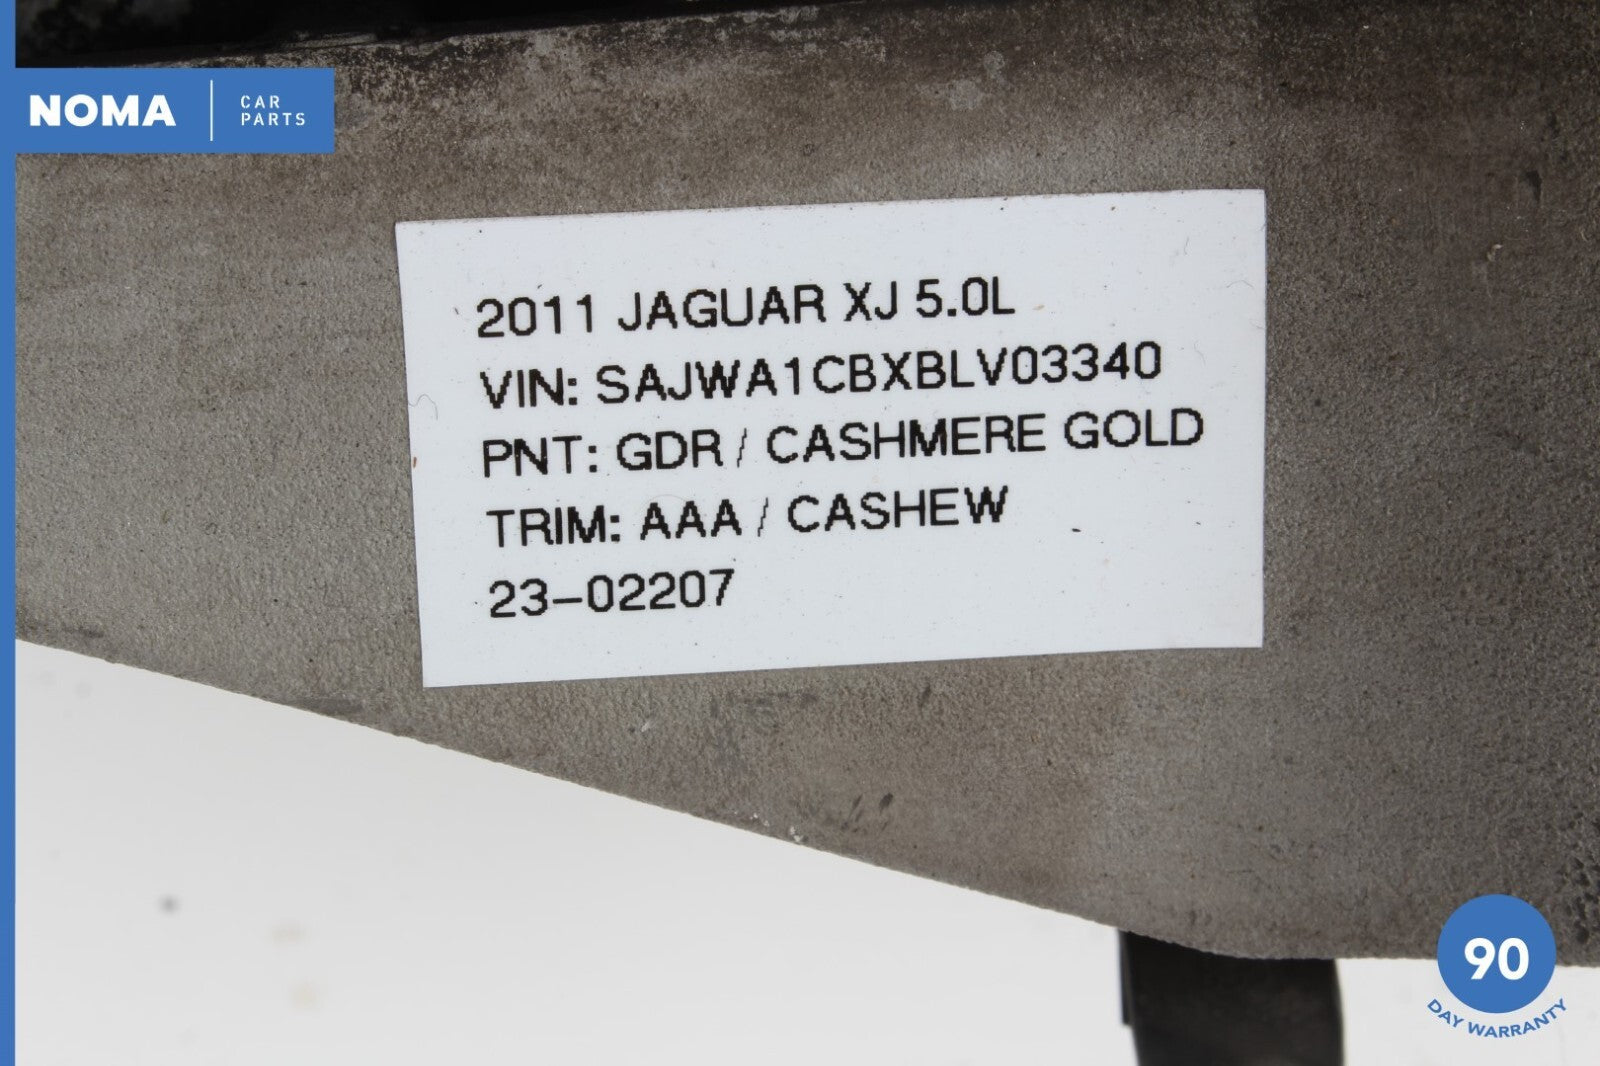 NOMA
CAR
PARTS
2011 JAGUAR XJ 5.0L
VIN: SAJWA1CBXBLV03340
PNT: GDR / CASHMERE GOLD
TRIM: AAA / CASHEW
23-02207
90
DAY WARRANTY